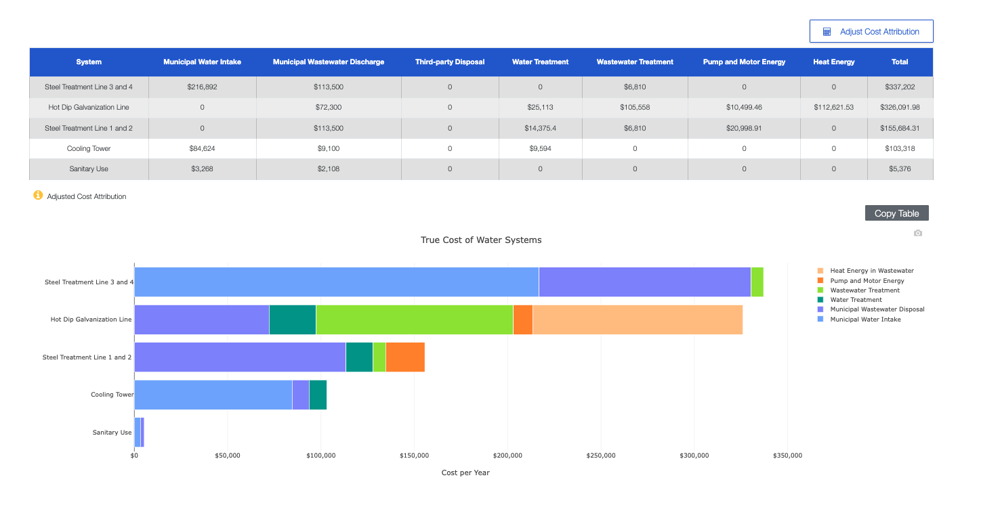 Adjust Cost Attribution
System Municipal Water Intake Municipal Wastewater Discharge Third-party Disposal Water Treatment Wastewater Treatment Pump and Motor Energy Heat Energy Total
Steel Treatment Line 3 and 4 $216,892 $113,500 0 0 $6,810 0 0 $337,202
Hot Dip Galvanization Line 0 $72,300 0 $25,113 $105,558 $10,499.46 $112,621.53 $326,091.98
Steel Treatment Line 1 and 2 0 $113,500 0 $14,375.4 $6,810 $20,998.91 0 $155,684.31
Cooling Tower $84,624 $9,100 0 $9,594 0 0 0 $103,318
Sanitary Use $3,268 $2,108 0 0 0 0 0 $5,376
Adjusted Cost Attribution
Copy Table
True Cost of Water Systems
Steel Treatment Line 3 and 4
Hot Dip Galvanization Line
Steel Treatment Line 1 and 2
Cooling Tower
Sanitary Use
$0 $50,000 $100,000 $150,000 $200,000 $250,000 $300,000 $350,000
Cost per Year
Heat Energy in Wastewater
Pump and Motor Energy
Wastewater Treatment
Water Treatment
Municipal Wastewater Disposal
Municipal Water Intake